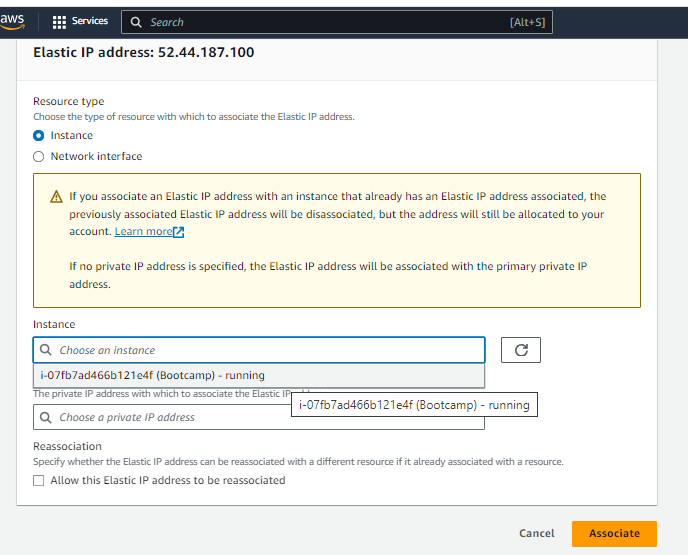 aws Services Search [Alt+S]
Elastic IP address: 52.44.187.100
Resource type
Choose the type of resource with which to associate the Elastic IP address.
Instance
Network interface
If you associate an Elastic IP address with an instance that already has an Elastic IP address associated, the
previously associated Elastic IP address will be disassociated, but the address will still be allocated to your
account. Learn more
If no private IP address is specified, the Elastic IP address will be associated with the primary private IP
address.
Instance
Choose an instance
i-07fb7ad466b121e4f (Bootcamp) - running
The private IP address with which to associate the Elastic IP
i-07fb7ad466b121e4f (Bootcamp) - running
Choose a private IP address
Reassociation
Specify whether the Elastic IP address can be reassociated with a different resource if it already associated with a resource.
Allow this Elastic IP address to be reassociated
Cancel Associate